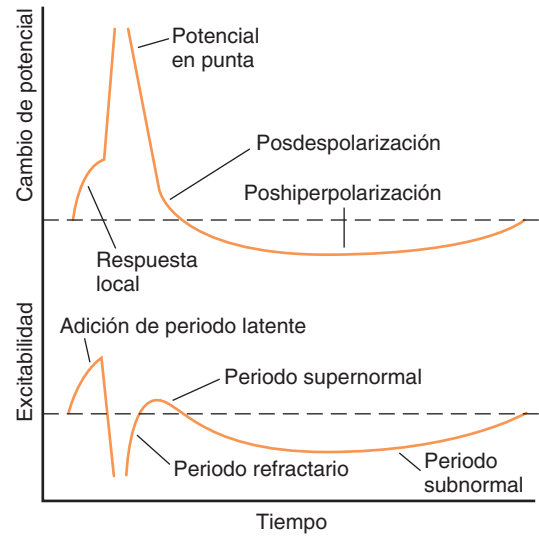 Cambio de potencial
Potencial
en punta
Posdespolarización
Poshiperpolarización
Respuesta
local
Excitabilidad
Adición de periodo latente
Periodo supernormal
Periodo refractario
Periodo
subnormal
Tiempo